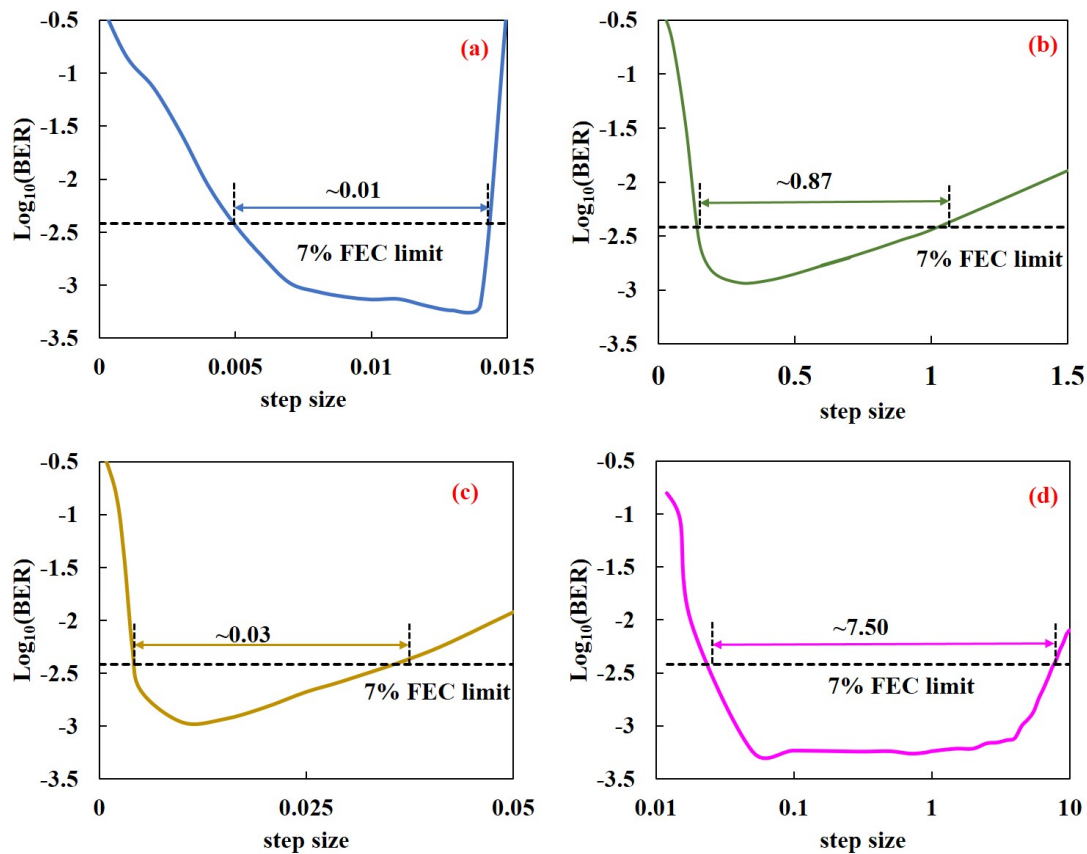 -0.5
-1
-1.5
-2
-2.5
-3
-3.5
Log10(BER)
(a)
~0.01
7% FEC limit
0 0.005 0.01 0.015
step size
-0.5
-1
-1.5
-2
-2.5
-3
-3.5
Log10(BER)
(b)
~0.87
7% FEC limit
0 0.5 1 1.5
step size
-0.5
-1
-1.5
-2
-2.5
-3
-3.5
Log10(BER)
(c)
~0.03
7% FEC limit
0 0.025 0.05
step size
-0.5
-1
-1.5
-2
-2.5
-3
-3.5
Log10(BER)
(d)
~7.50
7% FEC limit
0.01 0.1 1 10
step size